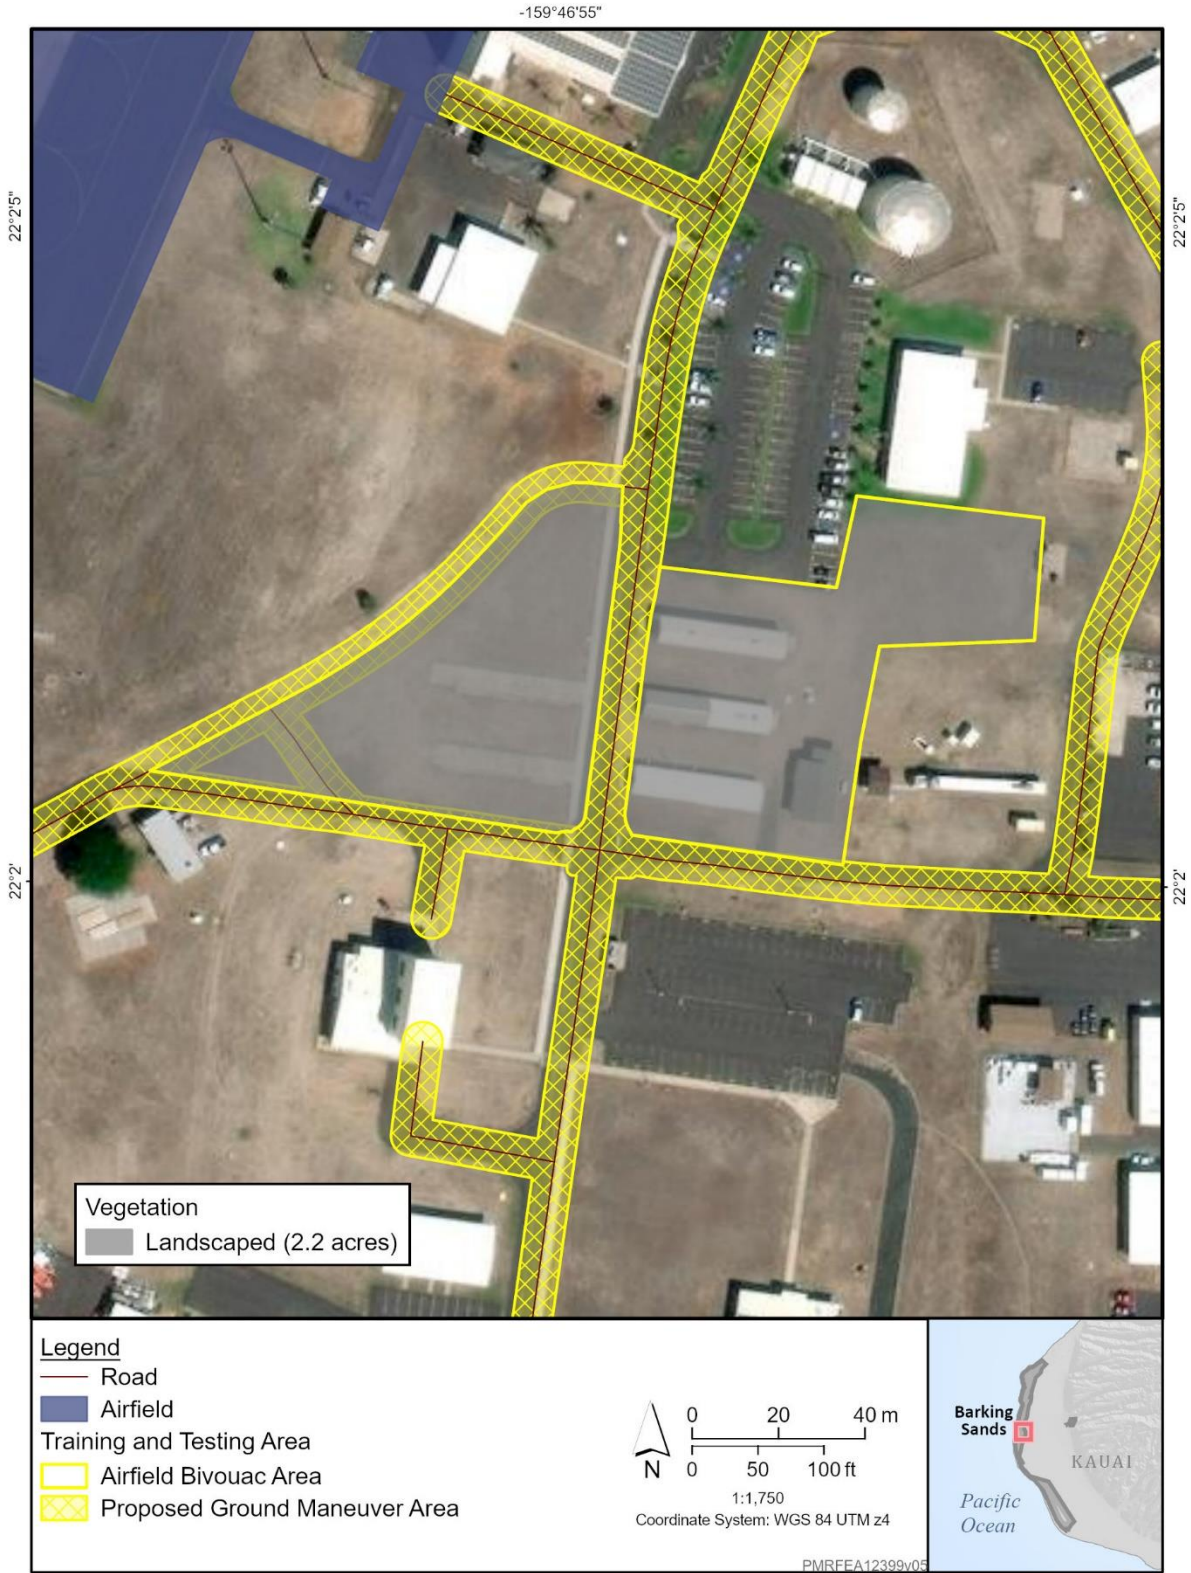 -159°46'55"
22°2'5"
22°2'5"
22°2'
22°2'
Vegetation
Landscaped (2.2 acres)
Legend
Road
Airfield
Training and Testing Area
Airfield Bivouac Area
Proposed Ground Maneuver Area
N
0 20 40 m
0 50 100 ft
1:1,750
Coordinate System: WGS 84 UTM z4
PMRFEA12399v05
Barking
Sands
KAUAI
Pacific
Ocean